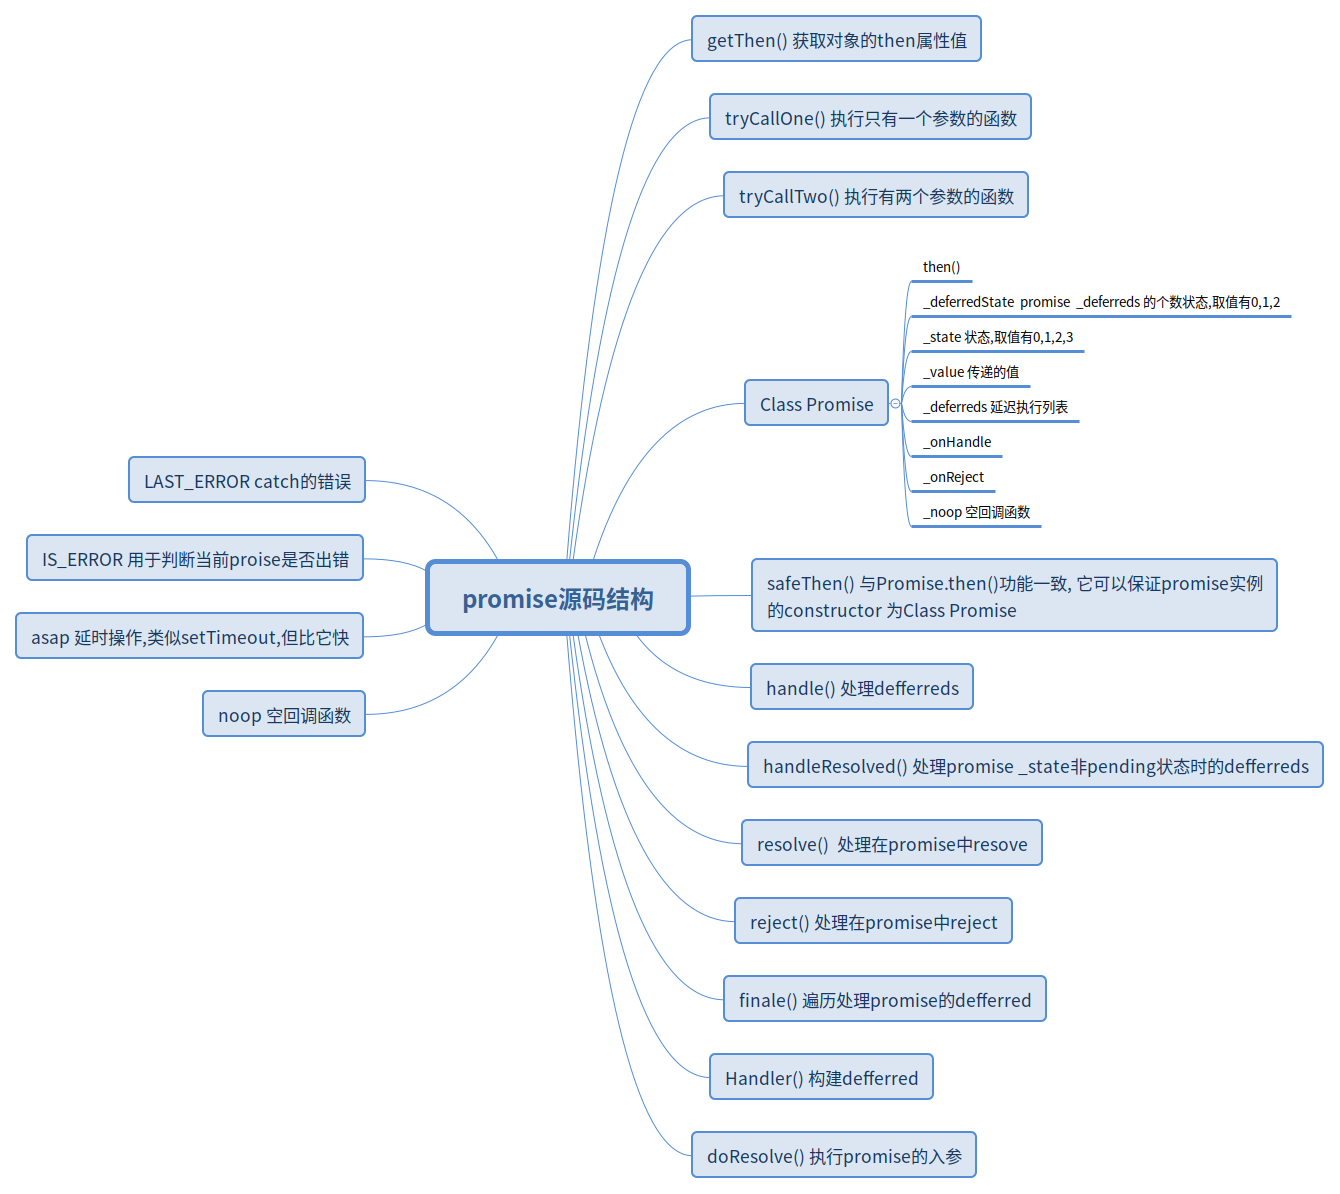 getThen() 获取对象的then属性值
tryCallOne() 执行只有一个参数的函数
tryCallTwo() 执行有两个参数的函数
then()
_deferredState  promise  _deferreds 的个数状态,取值有0,1,2
_state 状态,取值有0,1,2,3
_value 传递的值
Class Promise
_deferreds 延迟执行列表
_onHandle
_onReject
_noop 空回调函数
LAST_ERROR catch的错误
IS_ERROR 用于判断当前proise是否出错
asap 延时操作,类似setTimeout,但比它快
noop 空回调函数
promise源码结构
safeThen() 与Promise.then()功能一致, 它可以保证promise实例
的constructor 为Class Promise
handle() 处理defferreds
handleResolved() 处理promise _state非pending状态时的defferreds
resolve()  处理在promise中resove
reject() 处理在promise中reject
finale() 遍历处理promise的defferred
Handler() 构建defferred
doResolve() 执行promise的入参